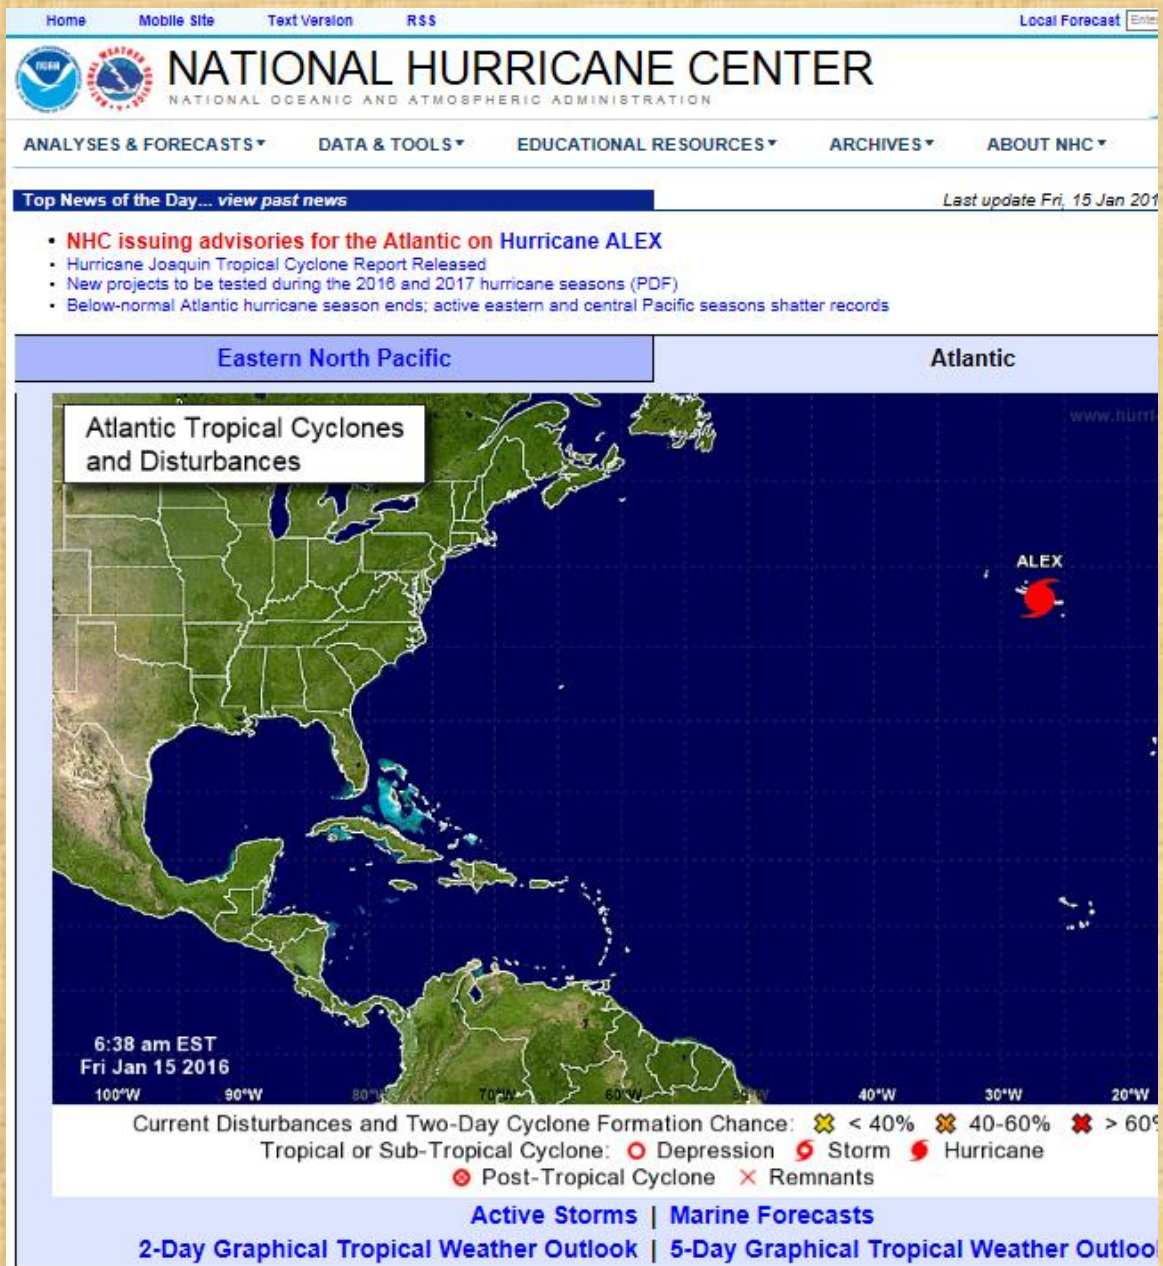 Home Mobile Site Text Version RSS Local Forecast
NATIONAL HURRICANE CENTER
NATIONAL OCEANIC AND ATMOSPHERIC ADMINISTRATION
ANALYSES & FORECASTS DATA & TOOLS EDUCATIONAL RESOURCES ARCHIVES ABOUT NHC
Top News of the Day... view past news Last update Fri, 15 Jan 201
NHC issuing advisories for the Atlantic on Hurricane ALEX
Hurricane Joaquin Tropical Cyclone Report Released
New projects to be tested during the 2016 and 2017 hurricane seasons (PDF)
Below-normal Atlantic hurricane season ends; active eastern and central Pacific seasons shatter records
Eastern North Pacific Atlantic
Atlantic Tropical Cyclones
and Disturbances
ALEX
6:38 am EST
Fri Jan 15 2016
100°W 90°W 80°W 70°W 60°W 40°W 30°W 20°W
Current Disturbances and Two-Day Cyclone Formation Chance: < 40% 40-60% > 60%
Tropical or Sub-Tropical Cyclone: Depression Storm Hurricane
Post-Tropical Cyclone Remnants
Active Storms | Marine Forecasts
2-Day Graphical Tropical Weather Outlook | 5-Day Graphical Tropical Weather Outloo